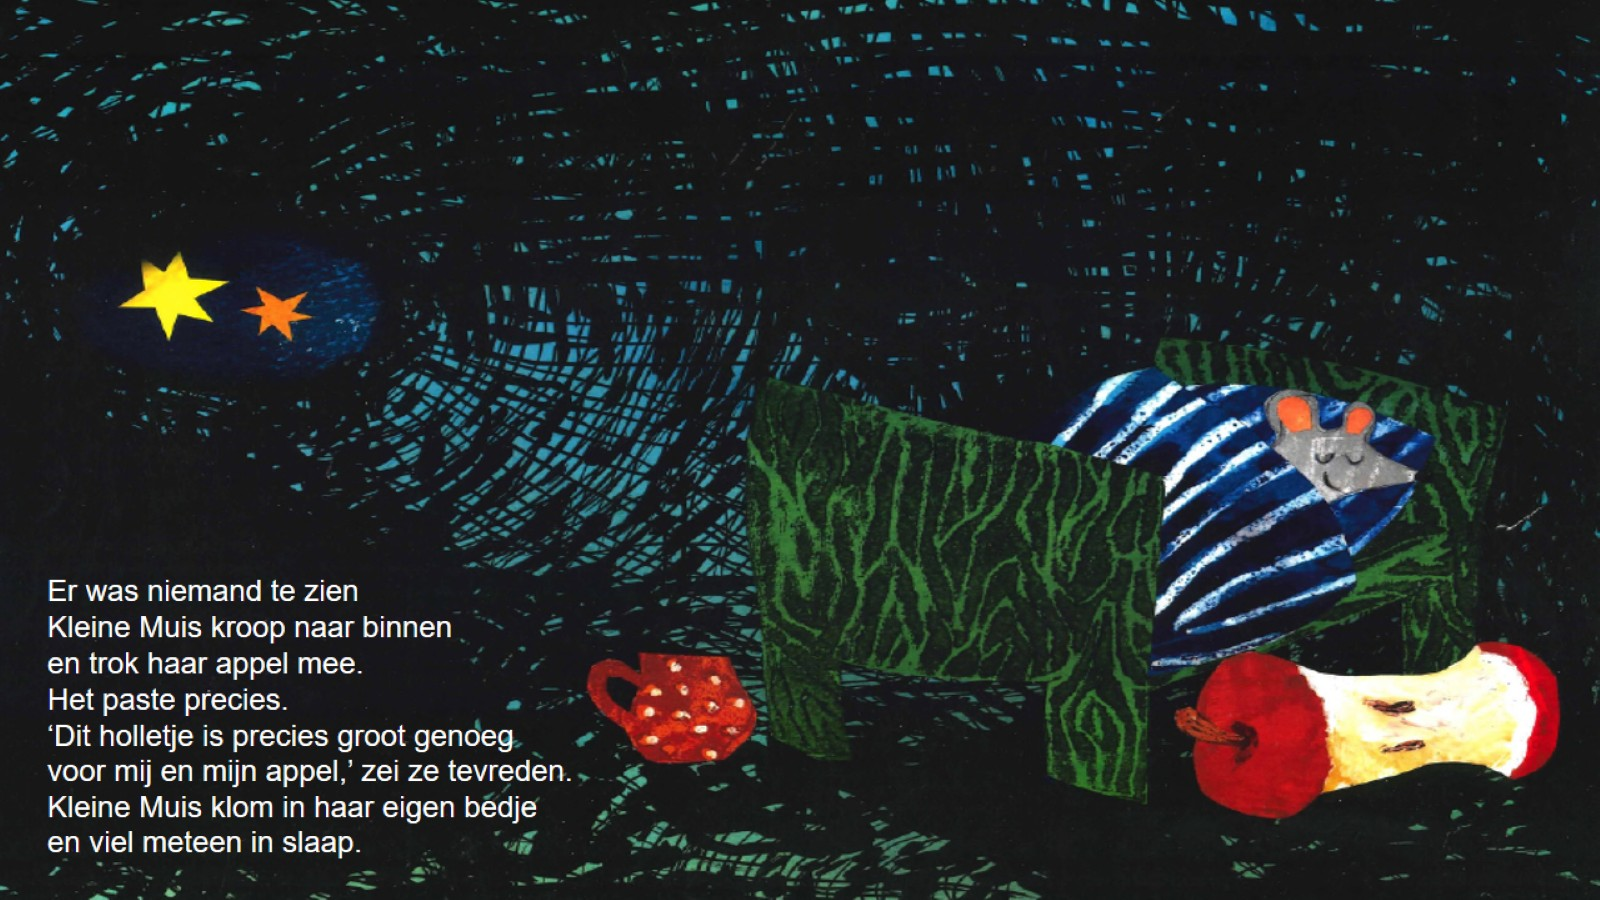 Er was niemand te zien
Kleine Muis kroop naar binnen
en trok haar appel mee.
Het paste precies.
‘Dit holletje is precies groot genoeg
voor mij en mijn appel,’ zei ze tevreden.
Kleine Muis klom in haar eigen bedje
en viel meteen in slaap.